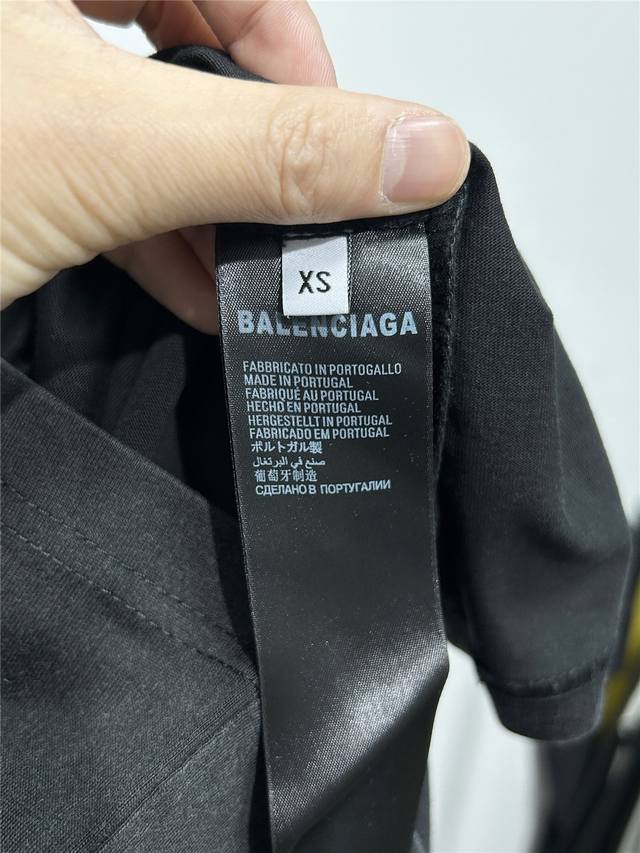 XS
BALENCIAGA
FABBRICATO IN PORTOGALLO
MADE IN PORTUGAL
FABRIQUÉ AU PORTUGAL
HECHO EN PORTUGAL
HERGESTELLT IN PORTUGAL
FABRICADO EM PORTUGAL
ポルトガル製
صنع في البرتغال
葡萄牙制造
СДЕЛАНО В ПОРТУГАЛИИ